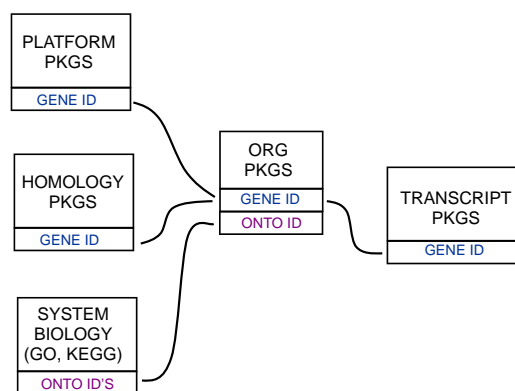 PLATFORM
PKGS
GENE ID
HOMOLOGY
PKGS
GENE ID
SYSTEM
BIOLOGY
(GO, KEGG)
ONTO ID'S
ORG
PKGS
GENE ID
ONTO ID
TRANSCRIPT
PKGS
GENE ID